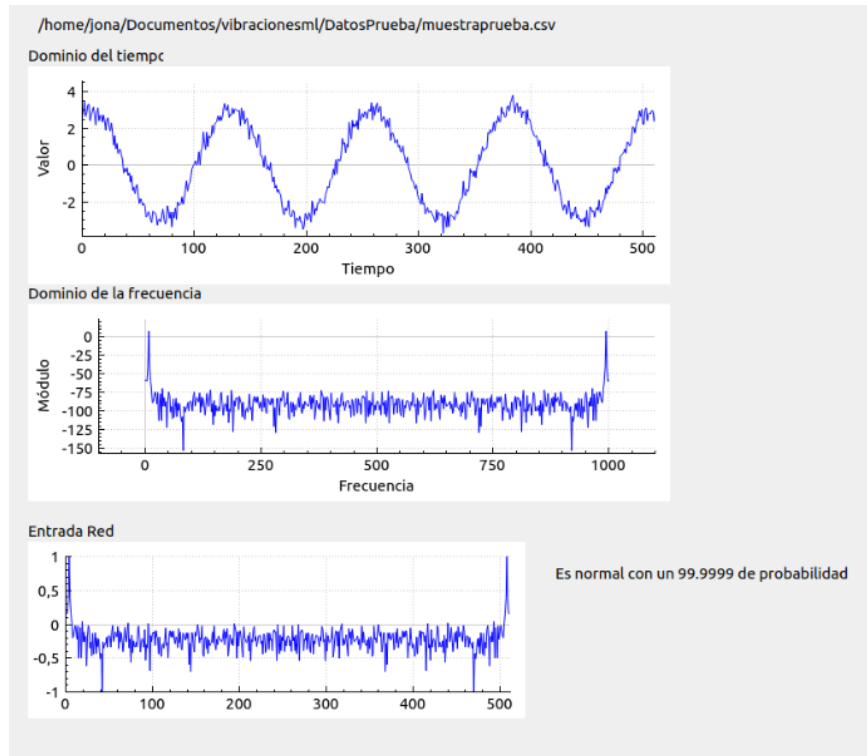 /home/jona/Documentos/vibracionesml/DatosPrueba/muestraprueba.csv
Dominio del tiempo
4
2
0
-2
Valor
0 100 200 300 400 500
Tiempo
Dominio de la frecuencia
0
-25
-50
-75
-100
-125
-150
Módulo
0 250 500 750 1000
Frecuencia
Entrada Red
1
0,5
0
-0,5
-1
0 100 200 300 400 500
Es normal con un 99.9999 de probabilidad